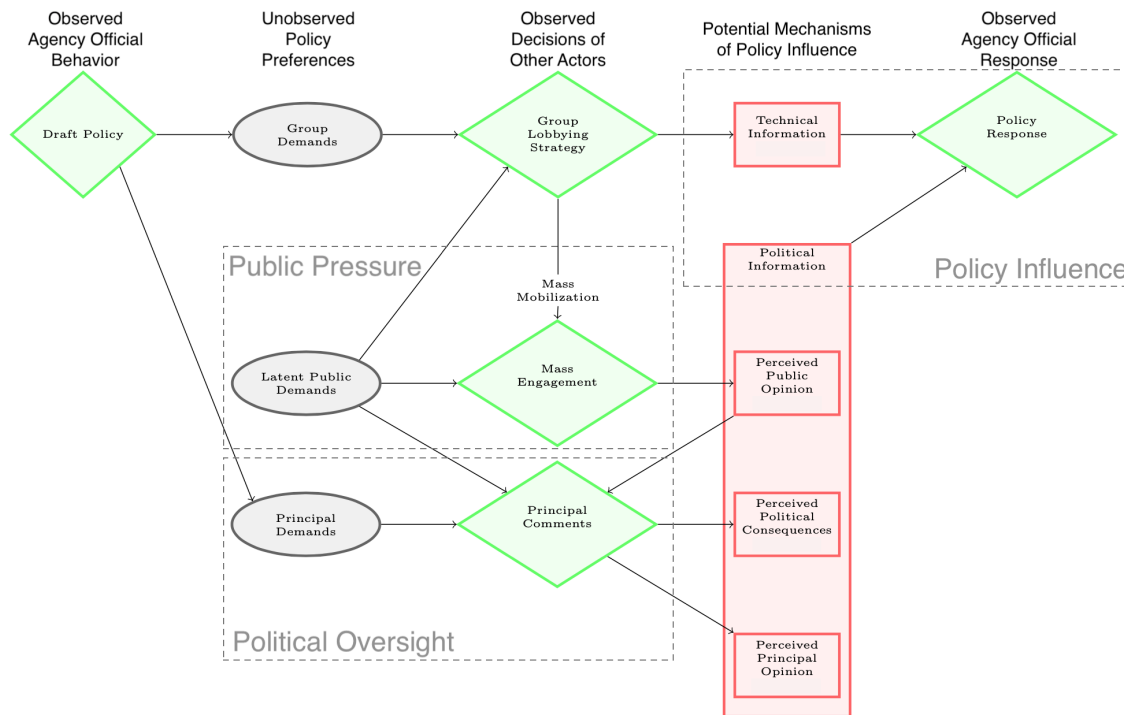 Observed
Agency Official
Behavior
Unobserved
Policy
Preferences
Observed
Decisions of
Other Actors
Potential Mechanisms
of Policy Influence
Observed
Agency Official
Response
Draft Policy
Group
Demands
Group
Lobbying
Strategy
Technical
Information
Policy
Response
Public Pressure
Mass
Mobilization
Political
Information
Policy Influence
Latent Public
Demands
Mass
Engagement
Perceived
Public
Opinion
Principal
Demands
Principal
Comments
Perceived
Political
Consequences
Political Oversight
Perceived
Principal
Opinion